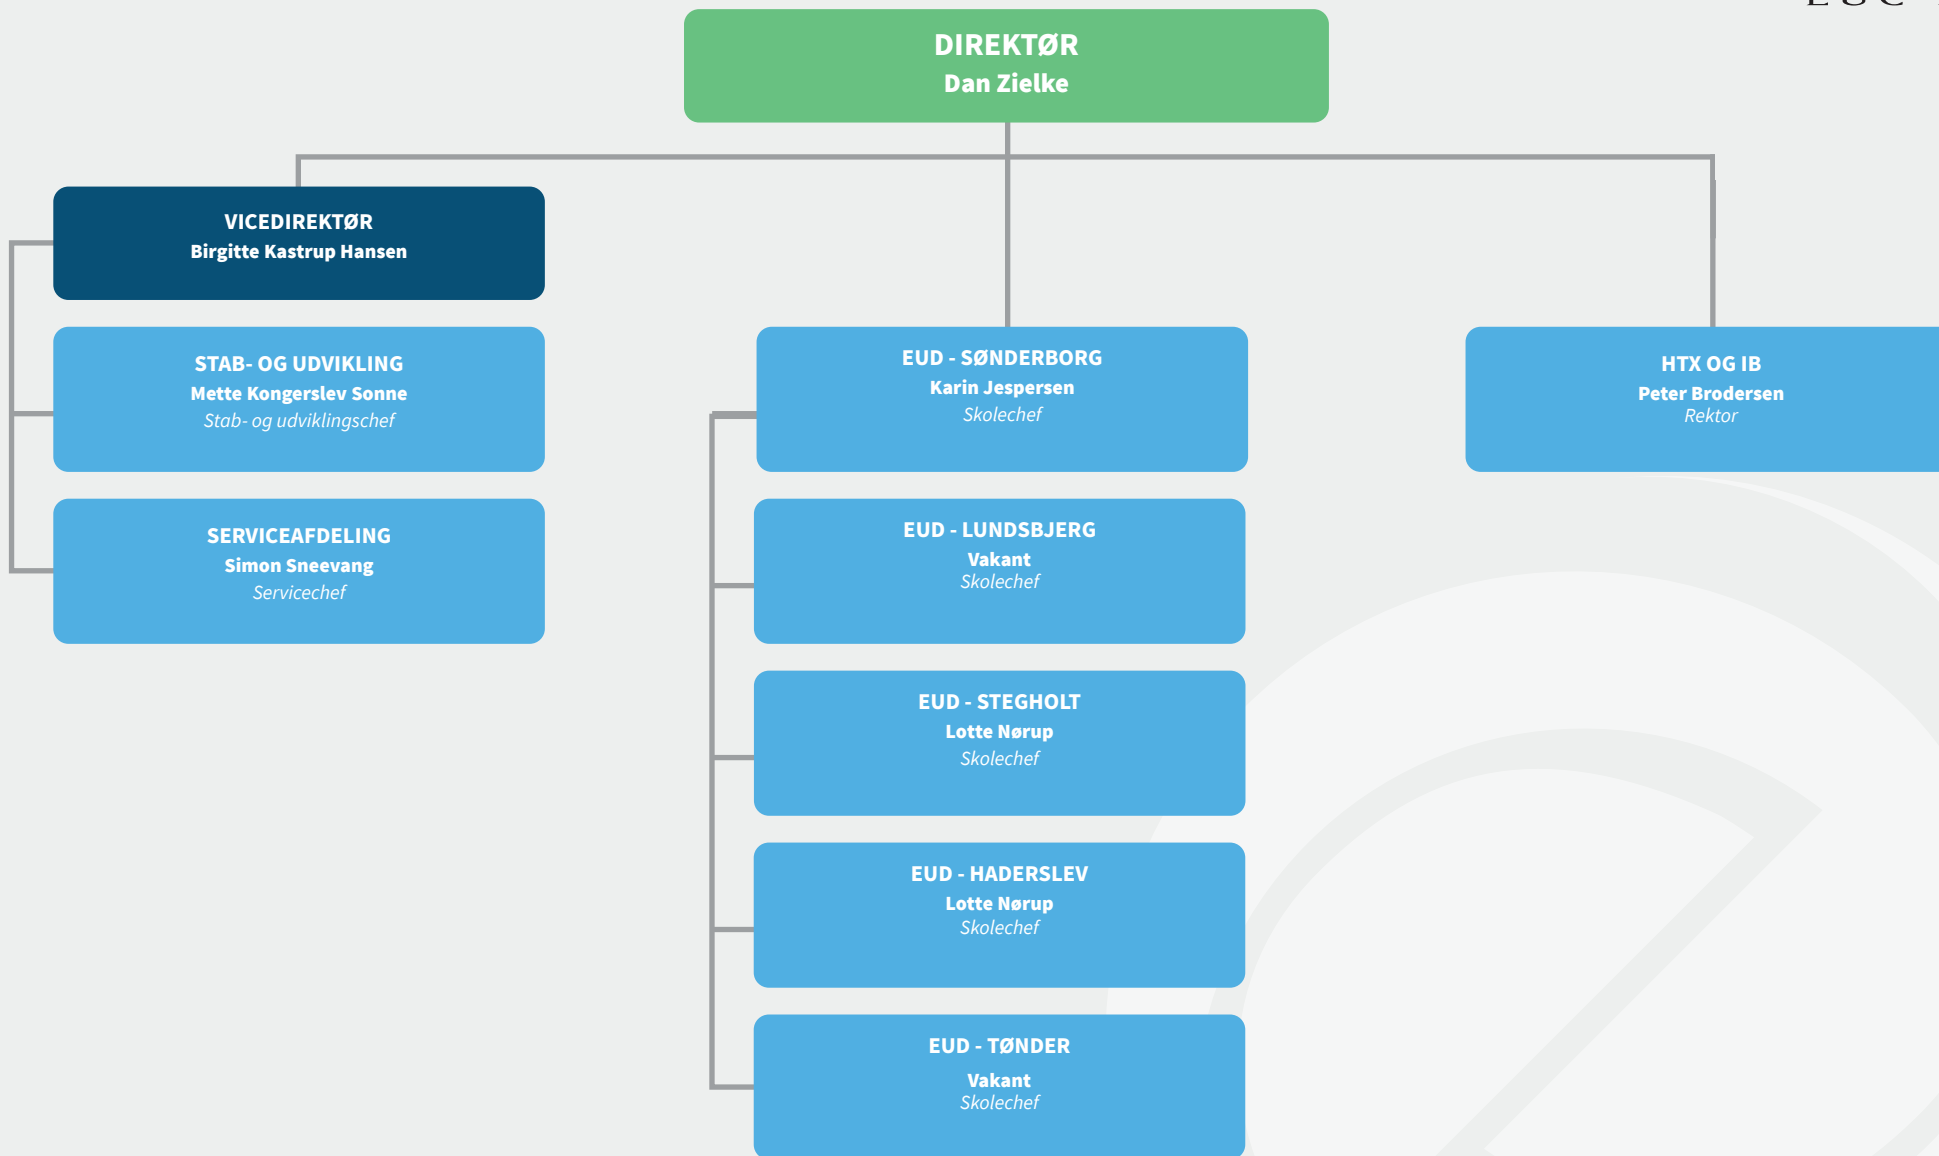 DIREKTØR
Dan Zielke
VICEDIREKTØR
Birgitte Kastrup Hansen
STAB- OG UDVIKLING
Mette Kongerslev Sonne
Stab- og udviklingschef
SERVICEAFDELING
Simon Sneevang
Servicechef
EUD - SØNDERBORG
Karin Jespersen
Skolechef
EUD - LUNDSBJERG
Vakant
Skolechef
EUD - STEGHOLT
Lotte Nørup
Skolechef
EUD - HADERSLEV
Lotte Nørup
Skolechef
EUD - TØNDER
Vakant
Skolechef
HTX OG IB
Peter Brodersen
Rektor